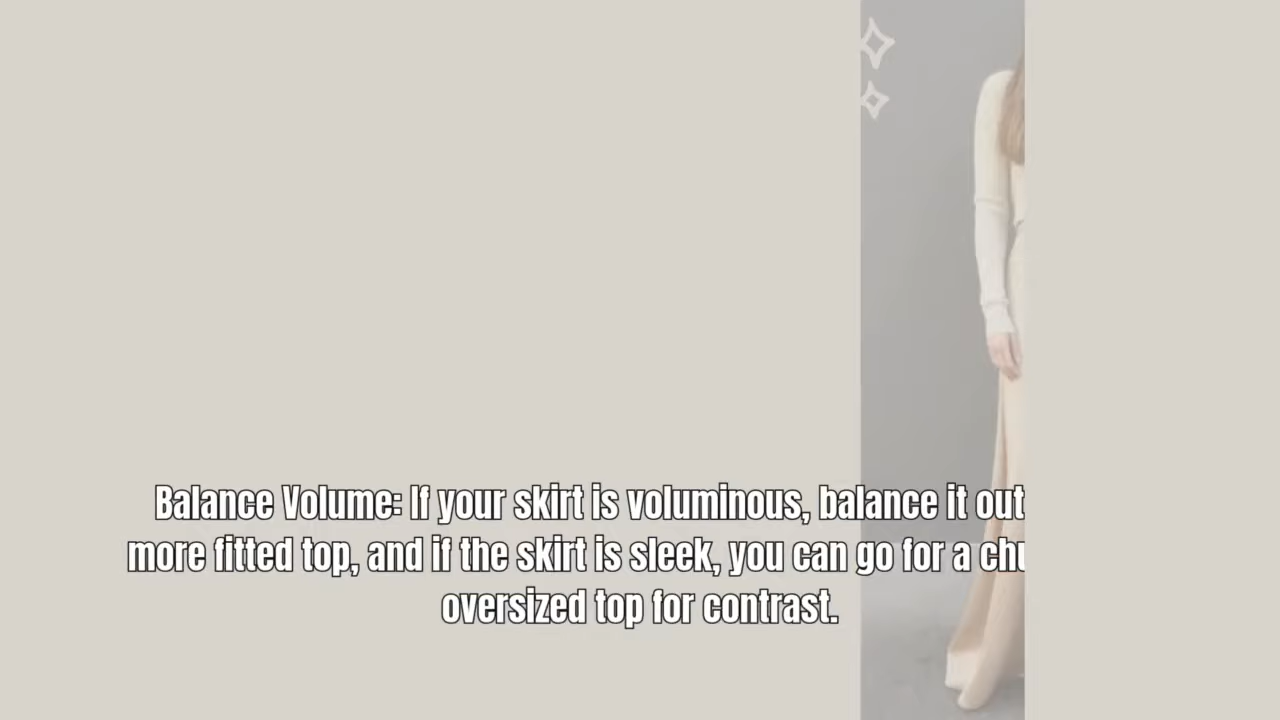 Balance Volume: If your skirt is voluminous, balance it out
more fitted top, and if the skirt is sleek, you can go for a
oversized top for contrast.